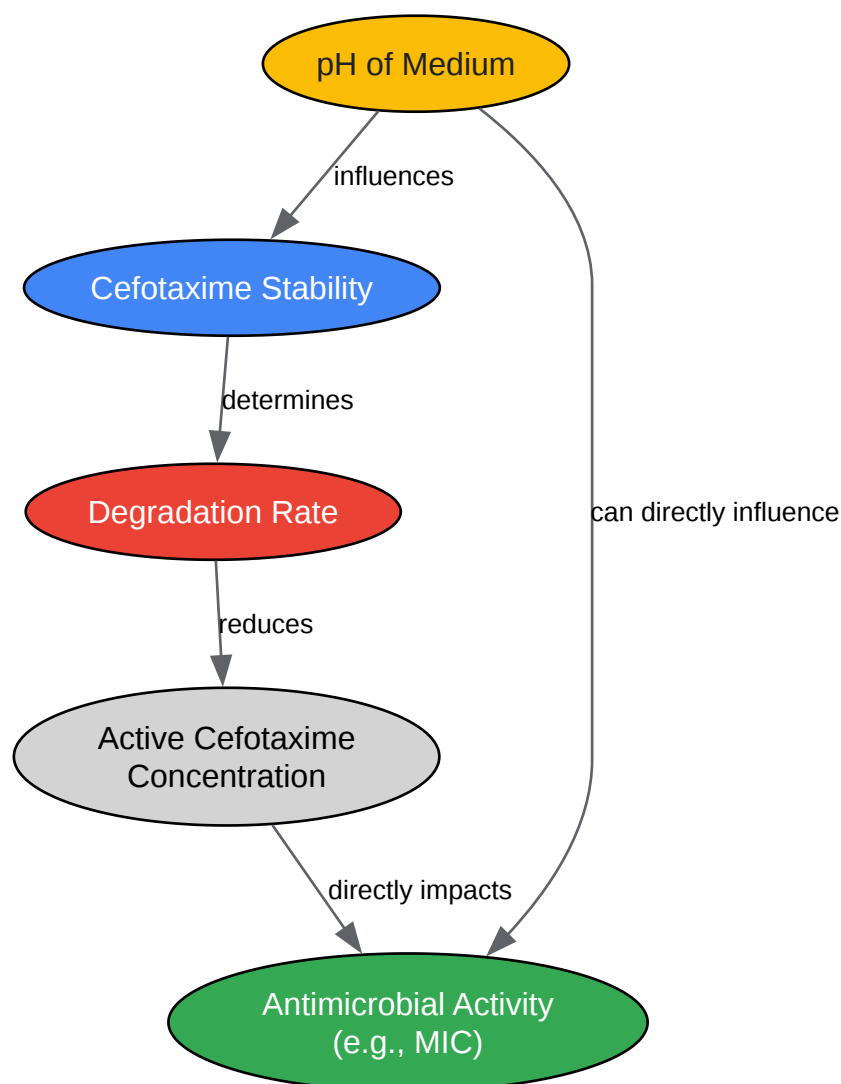 pH of Medium
influences
Cefotaxime Stability
determines
Degradation Rate
can directly influence
reduces
Active Cefotaxime
Concentration
directly impacts
Antimicrobial Activity
(e.g., MIC)